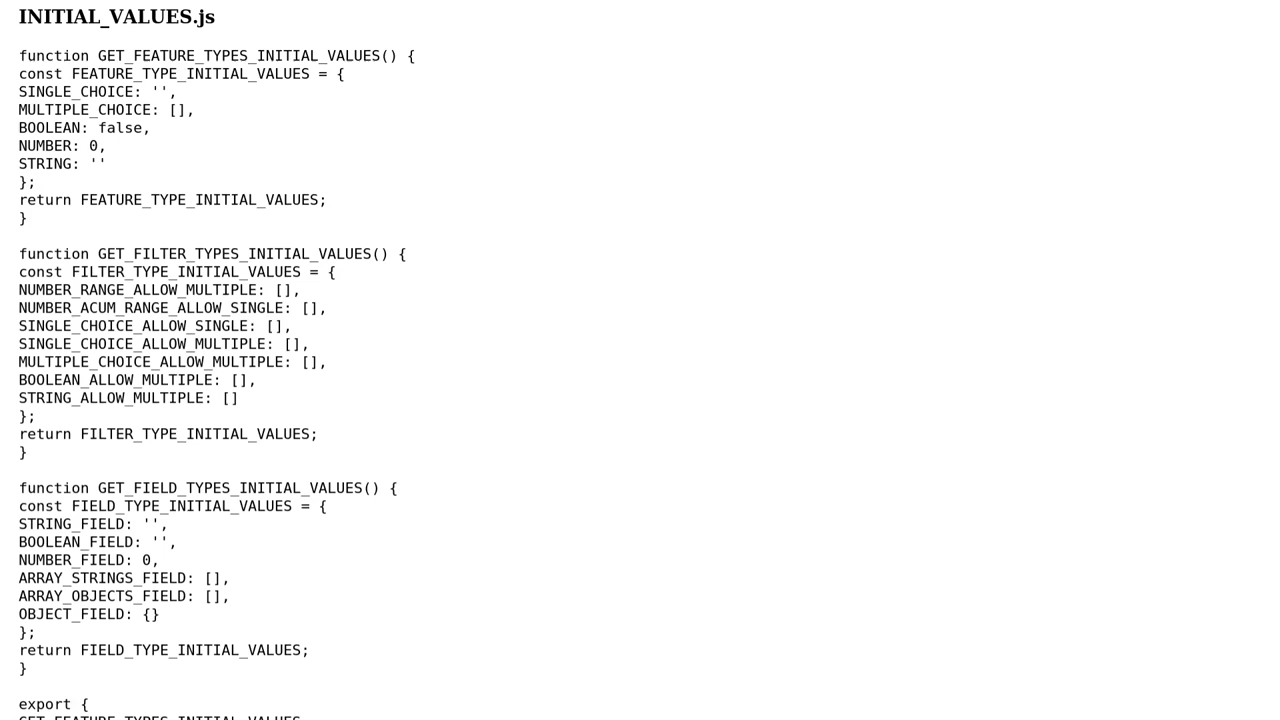 INITIAL_VALUES.js
function GET_FEATURE_TYPES_INITIAL_VALUES() {
const FEATURE_TYPE_INITIAL_VALUES = {
SINGLE_CHOICE: '',
MULTIPLE_CHOICE: [],
BOOLEAN: false,
NUMBER: 0,
STRING: ''
};
return FEATURE_TYPE_INITIAL_VALUES;
}
function GET_FILTER_TYPES_INITIAL_VALUES() {
const FILTER_TYPE_INITIAL_VALUES = {
NUMBER_RANGE_ALLOW_MULTIPLE: [],
NUMBER_ACUM_RANGE_ALLOW_SINGLE: [],
SINGLE_CHOICE_ALLOW_SINGLE: [],
SINGLE_CHOICE_ALLOW_MULTIPLE: [],
MULTIPLE_CHOICE_ALLOW_MULTIPLE: [],
BOOLEAN_ALLOW_MULTIPLE: [],
STRING_ALLOW_MULTIPLE: []
};
return FILTER_TYPE_INITIAL_VALUES;
}
function GET_FIELD_TYPES_INITIAL_VALUES() {
const FIELD_TYPE_INITIAL_VALUES = {
STRING_FIELD: '',
BOOLEAN_FIELD: '',
NUMBER_FIELD: 0,
ARRAY_STRINGS_FIELD: [],
ARRAY_OBJECTS_FIELD: [],
OBJECT_FIELD: {}
};
return FIELD_TYPE_INITIAL_VALUES;
}
export {